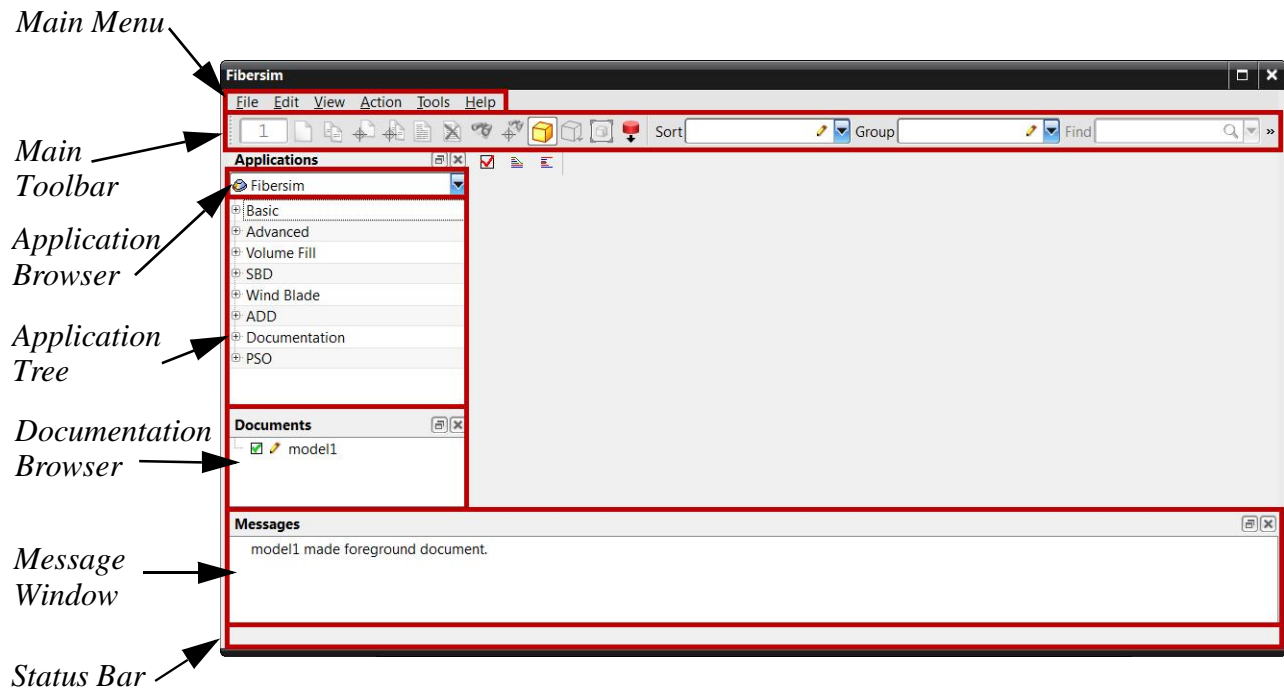 Main Menu
Fibersim
File Edit View Action Tools Help
1 Sort Group Find »
Main
Toolbar
Applications
Fibersim
Application
Browser
Basic
Advanced
Volume Fill
SBD
Wind Blade
ADD
Documentation
PSO
Application
Tree
Documents
model1
Documentation
Browser
Messages
model1 made foreground document.
Message
Window
Status Bar